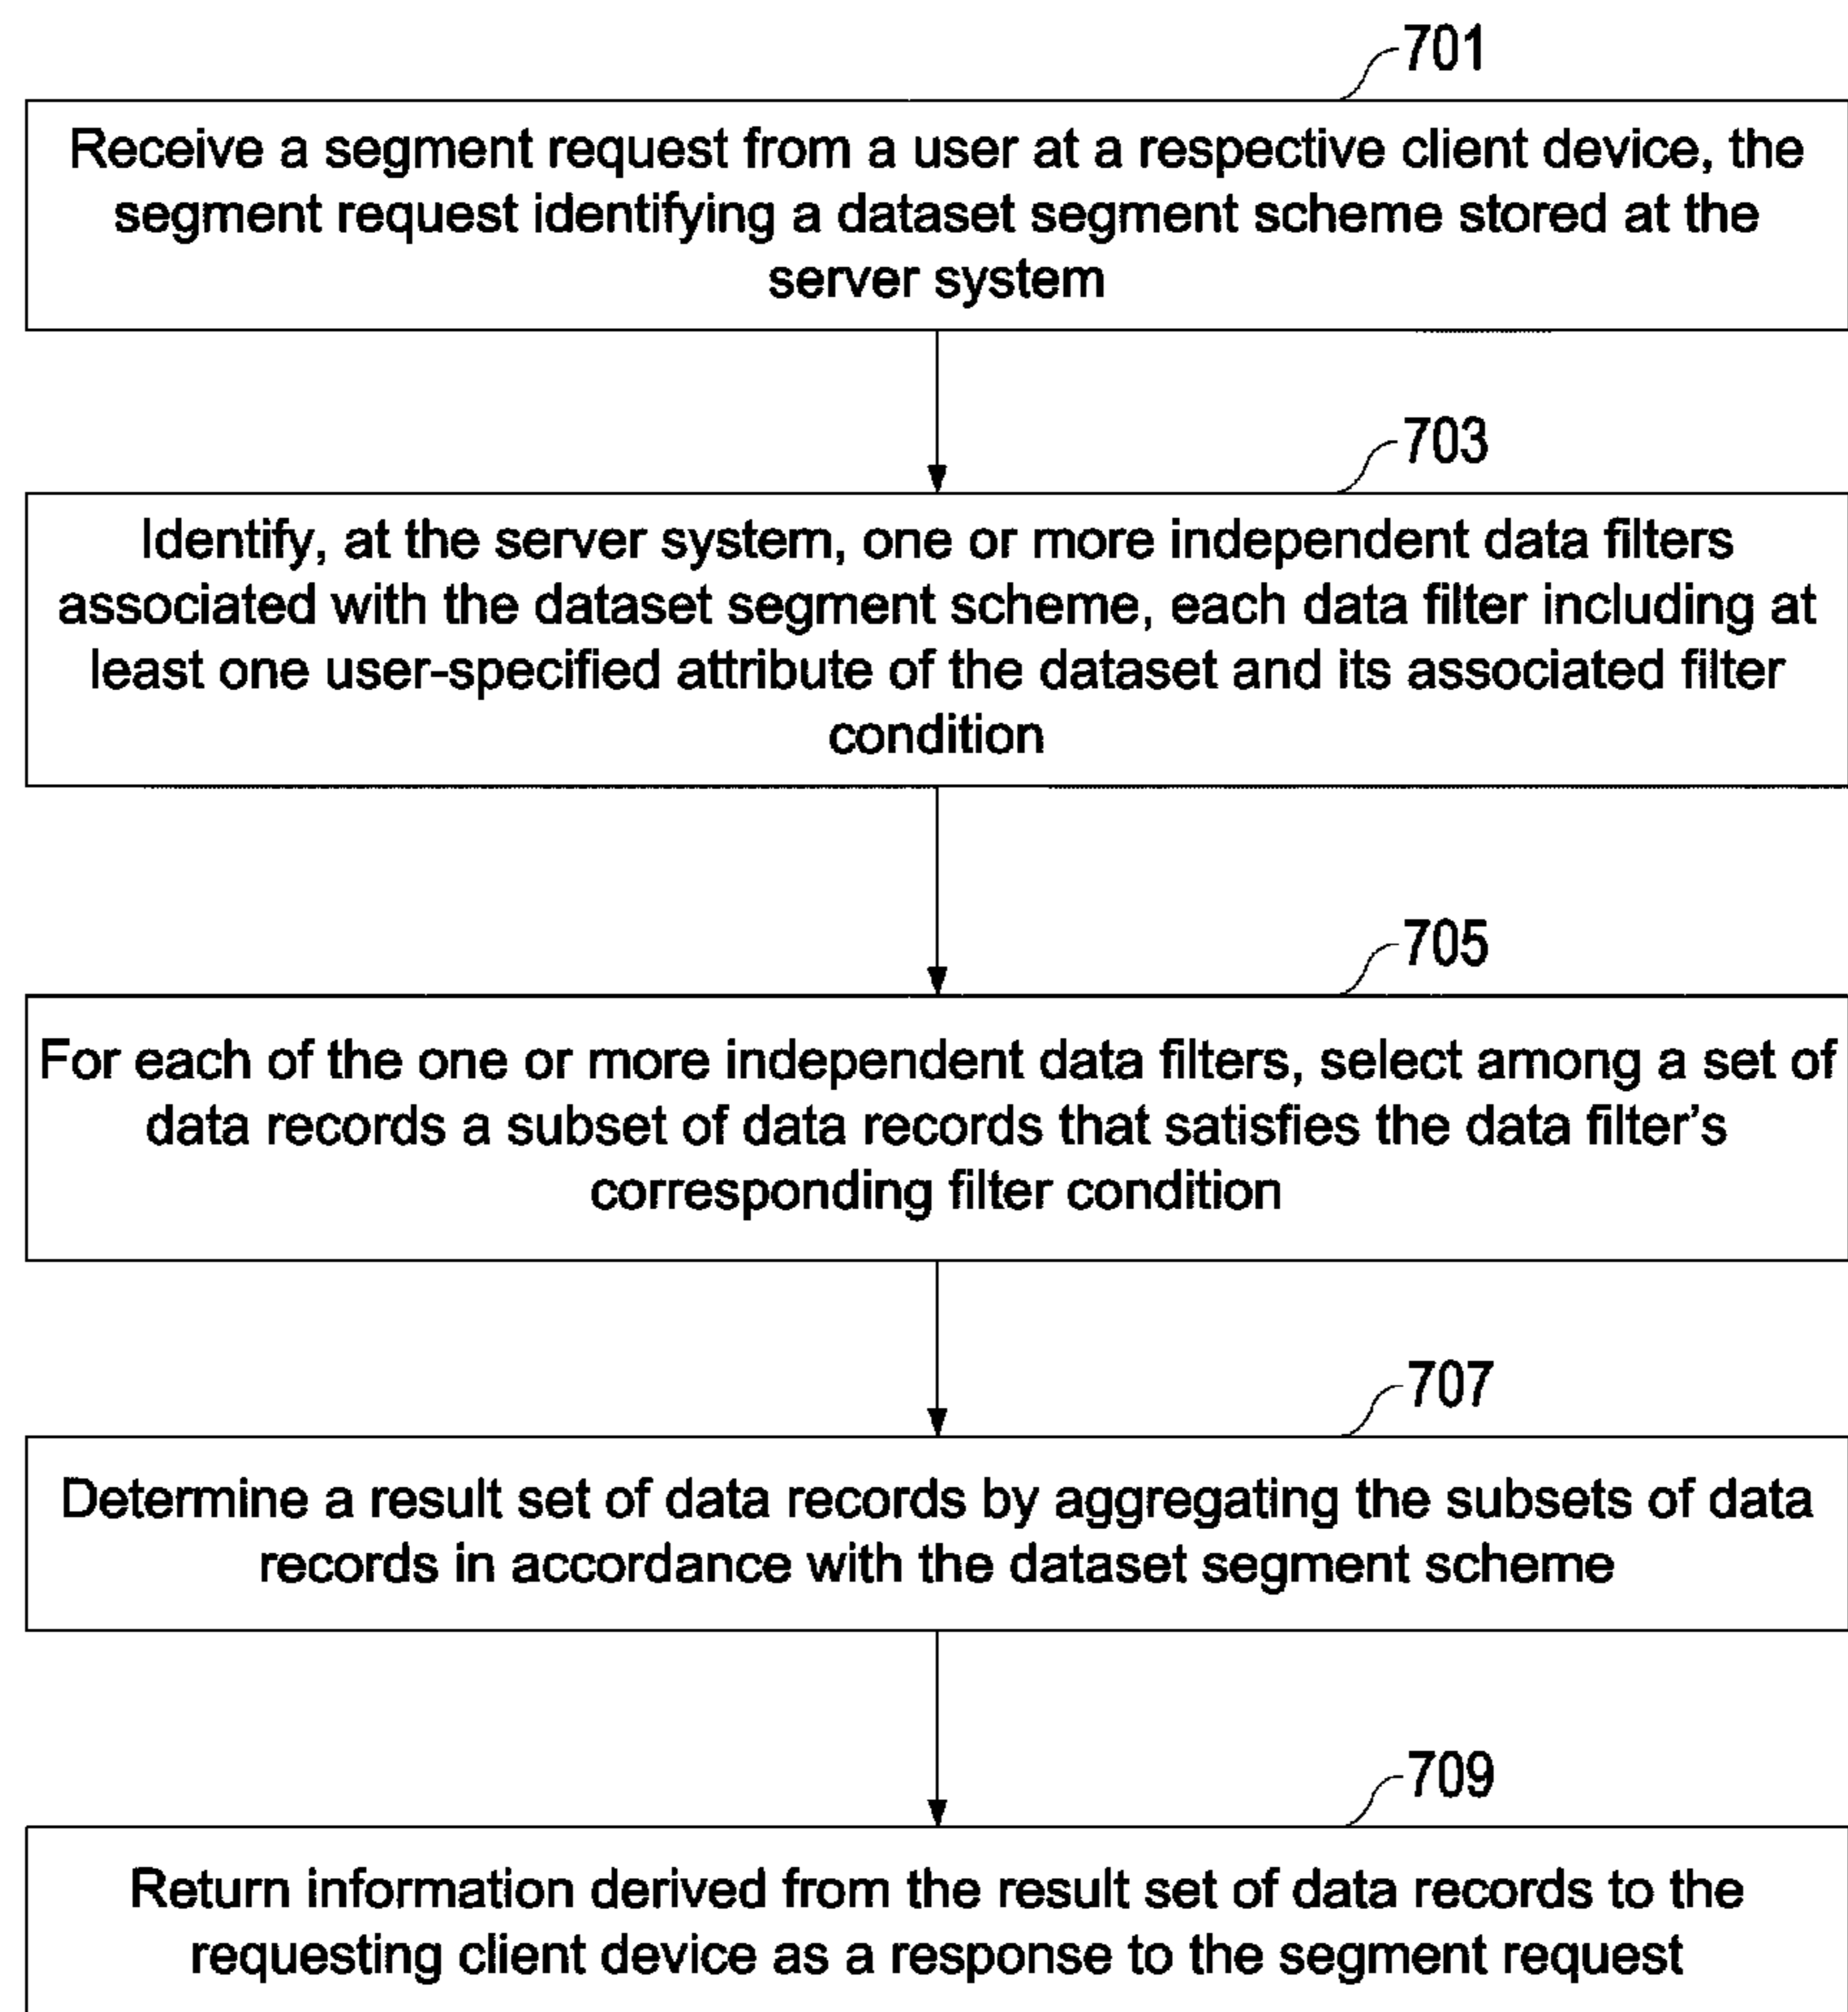 701
Receive a segment request from a user at a respective client device, the
segment request identifying a dataset segment scheme stored at the
server system
703
Identify, at the server system, one or more independent data filters
associated with the dataset segment scheme, each data filter including at
least one user-specified attribute of the dataset and its associated filter
condition
705
For each of the one or more independent data filters, select among a set of
data records a subset of data records that satisfies the data filter’s
corresponding filter condition
707
Determine a result set of data records by aggregating the subsets of data
records in accordance with the dataset segment scheme
709
Return information derived from the result set of data records to the
requesting client device as a response to the segment request